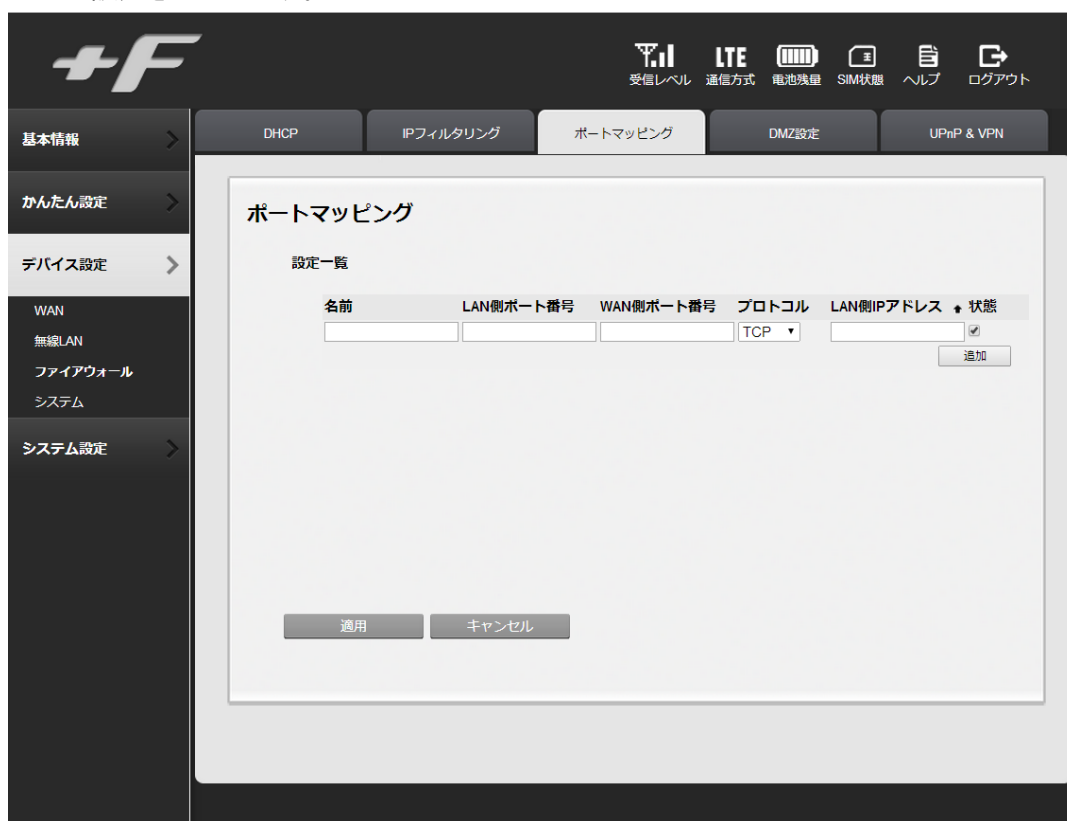 +F
LTE
受信レベル 通信方式 電池残量 SIM状態 ヘルプ ログアウト
基本情報
かんたん設定
デバイス設定
WAN
無線LAN
ファイアウォール
システム
システム設定
DHCP IPフィルタリング ポートマッピング DMZ設定 UPnP & VPN
ポートマッピング
設定一覧
名前 LAN側ポート番号 WAN側ポート番号 プロトコル LAN側IPアドレス 状態
TCP
追加
適用 キャンセル